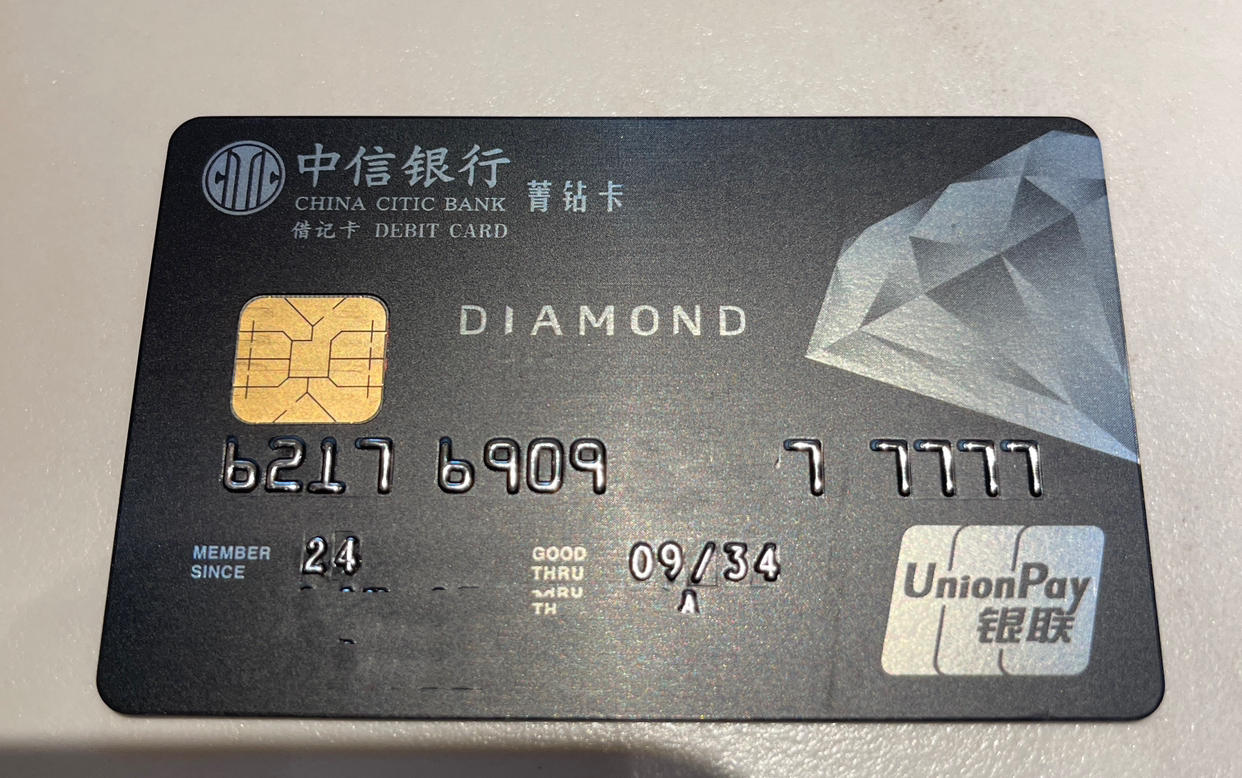 中信银行
CHINA CITIC BANK 菁钻卡
借记卡 DEBIT CARD
DIAMOND
6217 6909 7 7777
MEMBER SINCE 24
GOOD THRU 09/34
UnionPay
银联